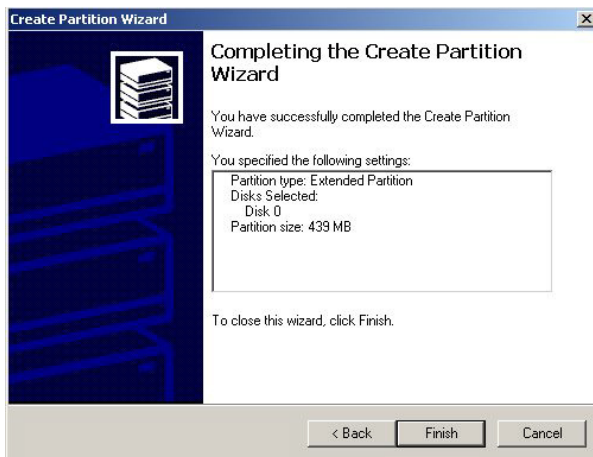 Create Partition Wizard
Completing the Create Partition
Wizard
You have successfully completed the Create Partition
Wizard.
You specified the following settings:
Partition type: Extended Partition
Disks Selected:
Disk 0
Partition size: 439 MB
To close this wizard, click Finish.
< Back Finish Cancel